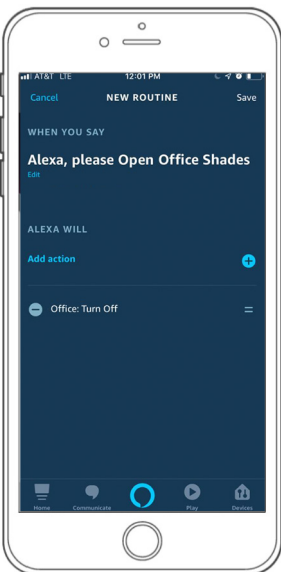 AT&T LTE 12:01 PM
Cancel NEW ROUTINE Save
WHEN YOU SAY
Alexa, please Open Office Shades
Edit
ALEXA WILL
Add action
Office: Turn Off
Home Communicate Play Devices